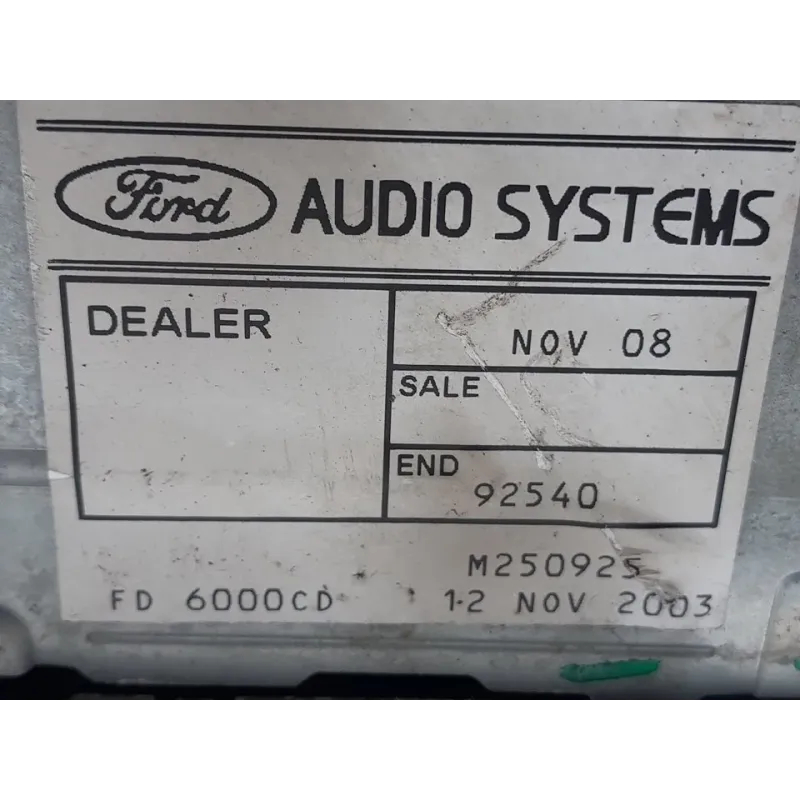 Ford AUDIO SYSTEMS
DEALER
NOV 08
SALE
END
92540
M250925
FD 6000CD
1-2 NOV 2003